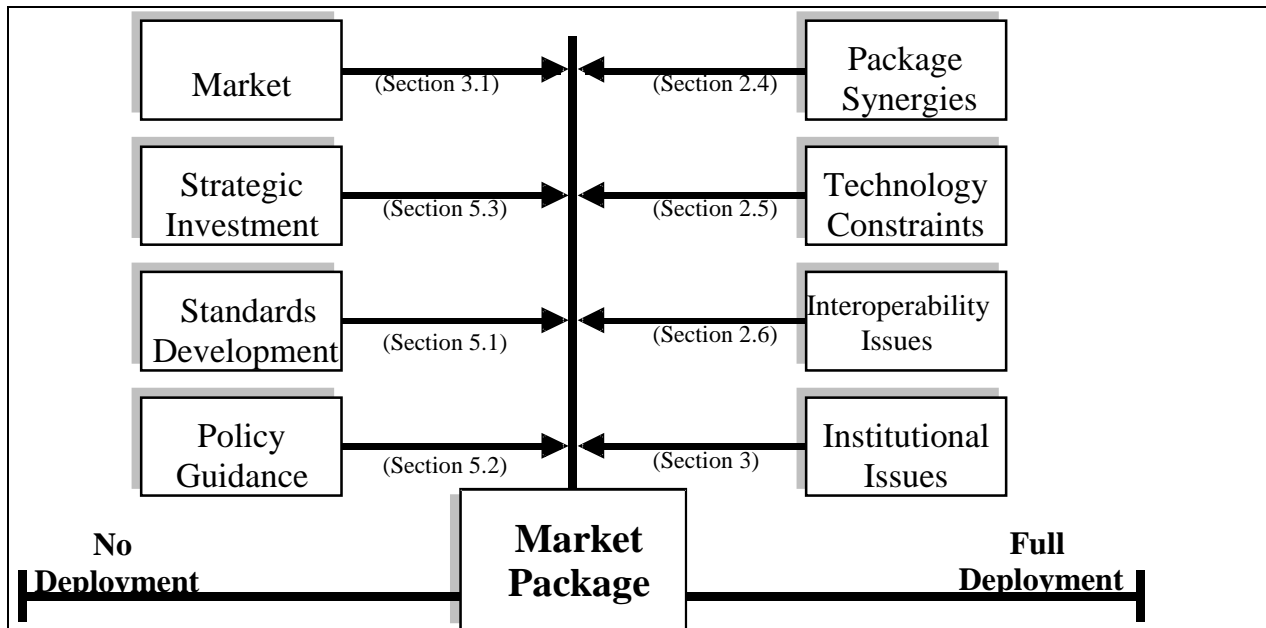 Market
(Section 3.1)
(Section 2.4)
Package
Synergies
Strategic
Investment
(Section 5.3)
(Section 2.5)
Technology
Constraints
Standards
Development
(Section 5.1)
(Section 2.6)
Interoperability
Issues
Policy
Guidance
(Section 5.2)
(Section 3)
Institutional
Issues
No
Deployment
Market
Package
Full
Deployment